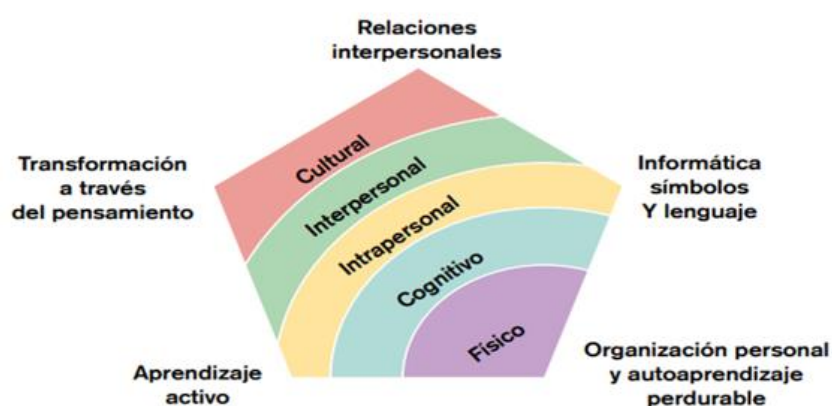 Relaciones
interpersonales
Transformación
a través
del pensamiento
Cultural
Interpersonal
Intrapersonal
Cognitivo
Físico
Informática
símbolos
Y lenguaje
Aprendizaje
activo
Organización personal
y autoaprendizaje
perdurable